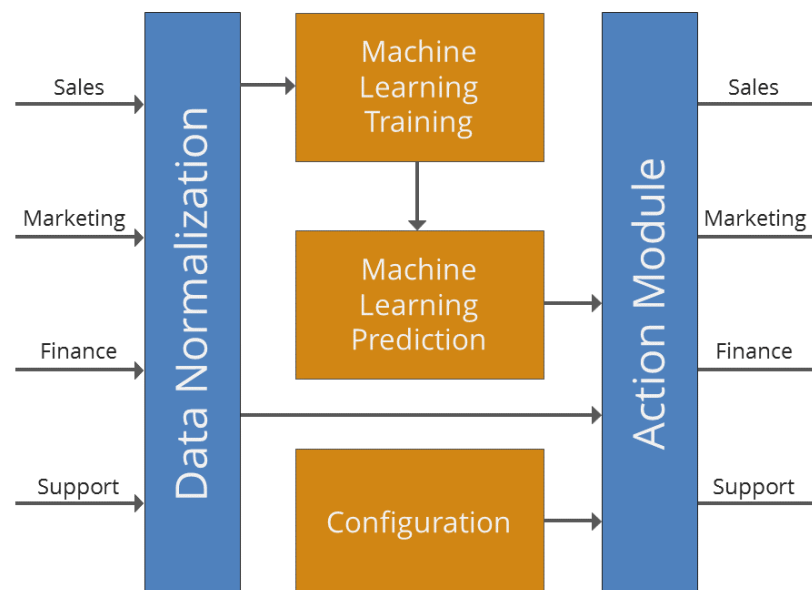 Sales
Marketing
Finance
Support
Data Normalization
Machine
Learning
Training
Machine
Learning
Prediction
Configuration
Action Module
Sales
Marketing
Finance
Support